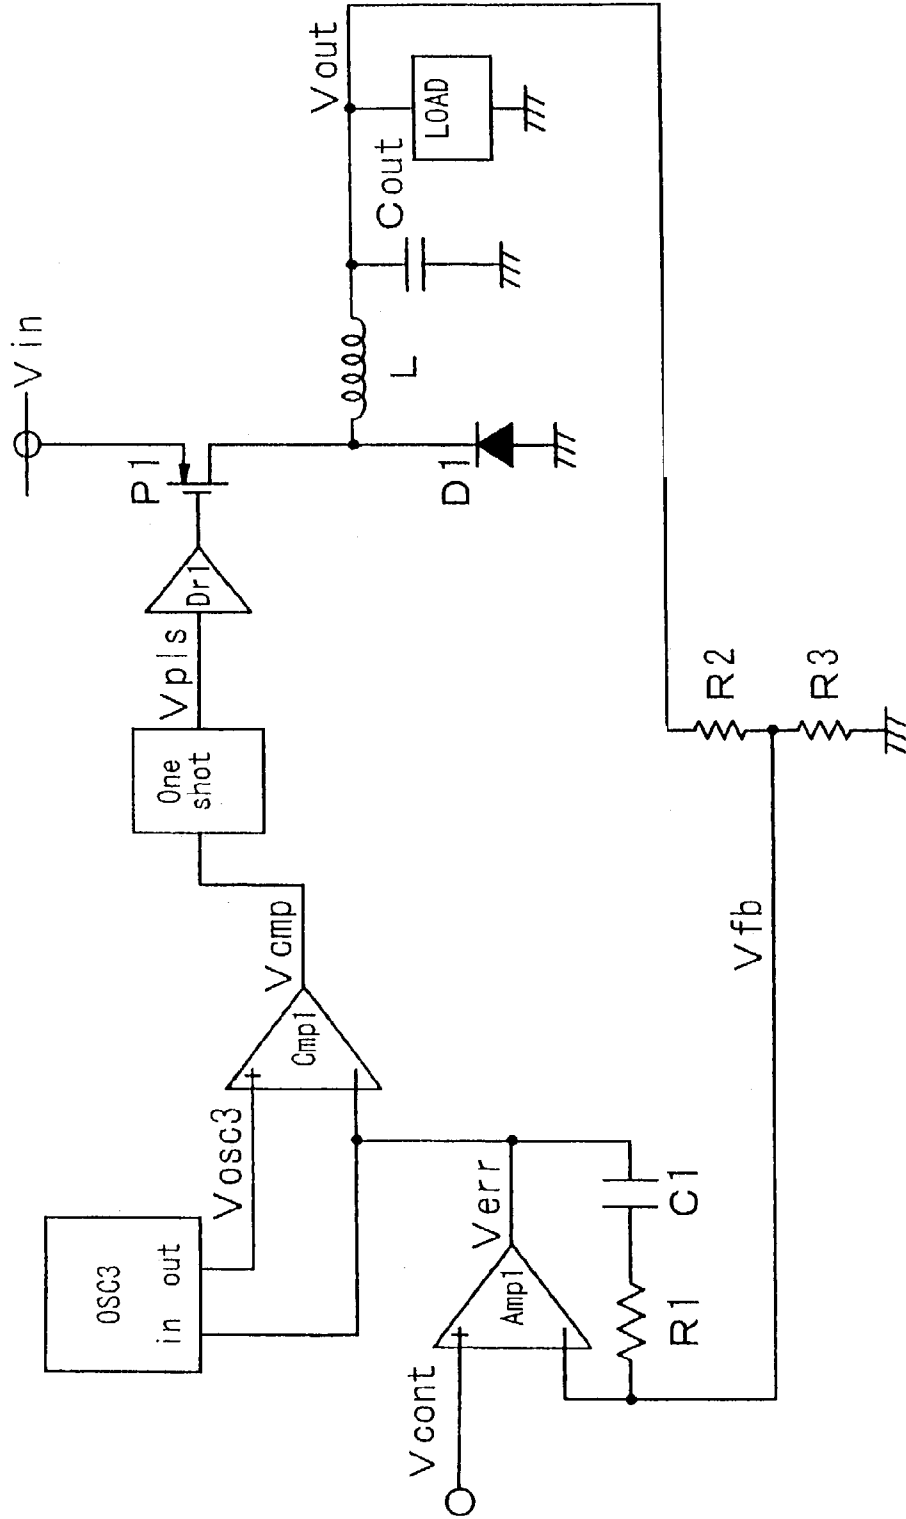 OSC3
in
out
Vosc3
+
Cmp1
Vcmp
One
shot
Vpls
Dr1
P1
Vin
D1
L
Cout
Vout
LOAD
Vcont
+
Amp1
Verr
R1
C1
Vfb
R2
R3